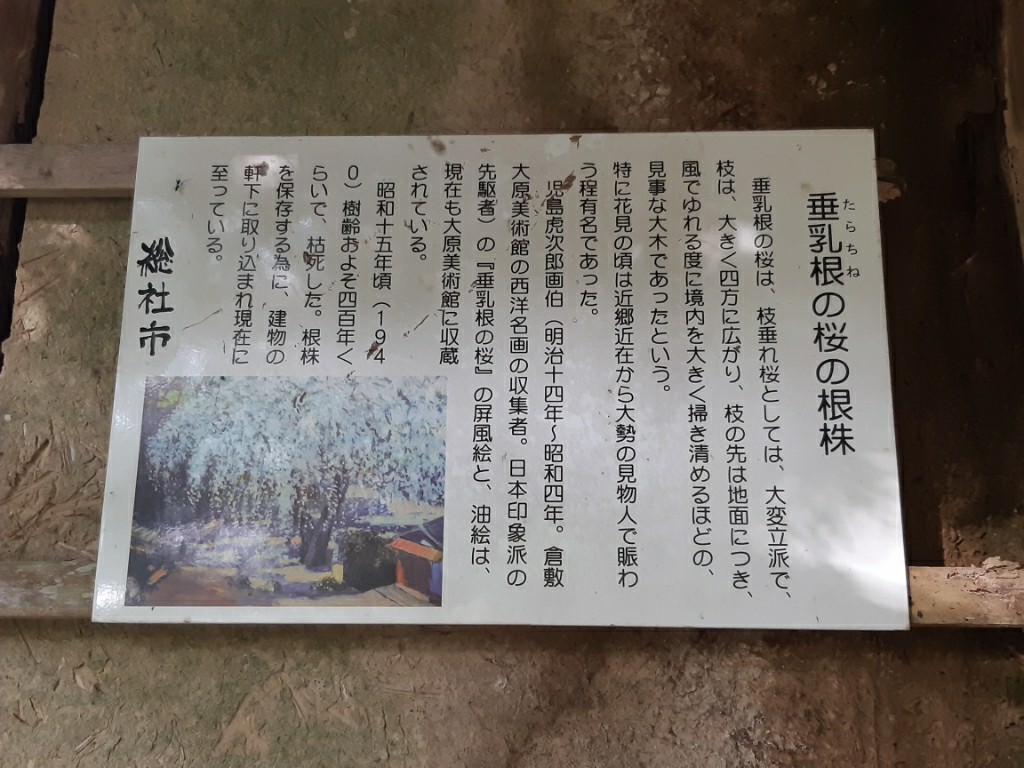 たらちね
垂乳根の桜の根株
垂乳根の桜は、枝垂れ桜としては、大変立派で、
枝は、大きく四方に広がり、枝の先は地面につき、
風でゆれる度に境内を大きく掃き清めるほどの、
見事な大木であったという。
特に花見の頃は近郷近在から大勢の見物人で賑わ
う程有名であった。
児島虎次郎画伯（明治十四年～昭和四年。倉敷
大原美術館の西洋名画の収集者。日本印象派の
先駆者）の『垂乳根の桜』の屏風絵と、油絵は、
現在も大原美術館に収蔵
されている。
昭和十五年頃（１９４
０）樹齢およそ四百年く
らいで、枯死した。根株
を保存する為に、建物の
軒下に取り込まれ現在に
至っている。
総社市